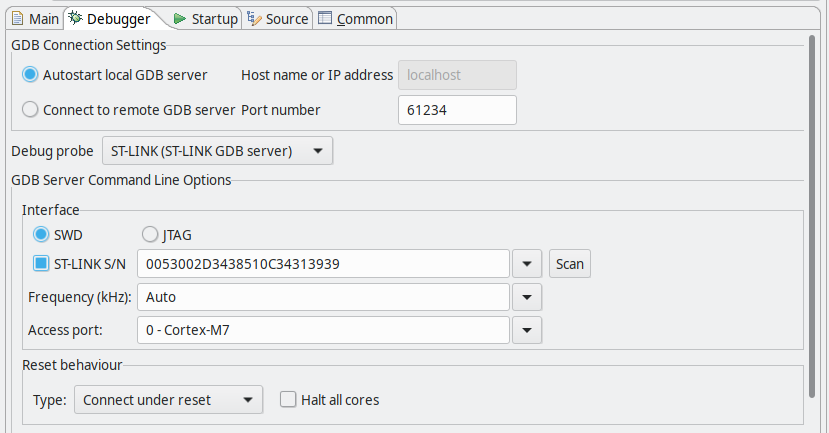 Main Debugger Startup Source Common
GDB Connection Settings
Autostart local GDB server Host name or IP address localhost
Connect to remote GDB server Port number 61234
Debug probe ST-LINK (ST-LINK GDB server)
GDB Server Command Line Options
Interface
SWD JTAG
ST-LINK S/N 0053002D3438510C34313939 Scan
Frequency (kHz): Auto
Access port: 0 - Cortex-M7
Reset behaviour
Type: Connect under reset Halt all cores